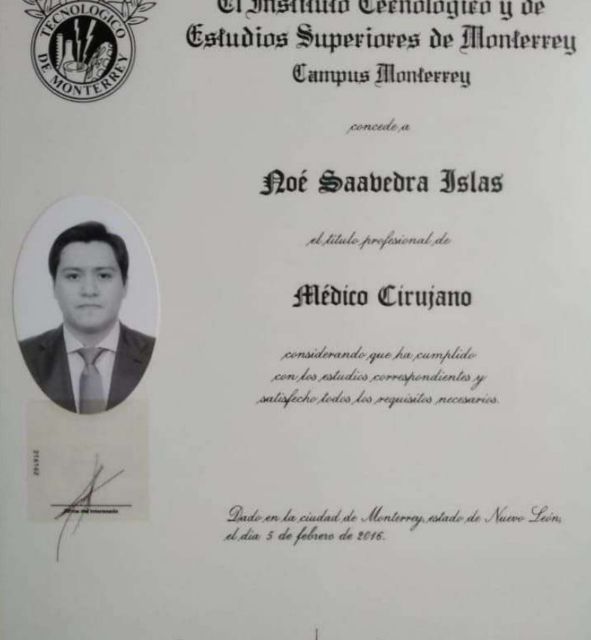 TECNOLÓGICO
DE MONTERREY
El Instituto Tecnológico y de
Estudios Superiores de Monterrey
Campus Monterrey
concede a
Noé Saavedra Islas
el título profesional de
Médico Cirujano
considerando que ha cumplido
con los estudios correspondientes y
satisfecho todos los requisitos necesarios.
Dado en la ciudad de Monterrey, estado de Nuevo León,
el día 5 de febrero de 2016.